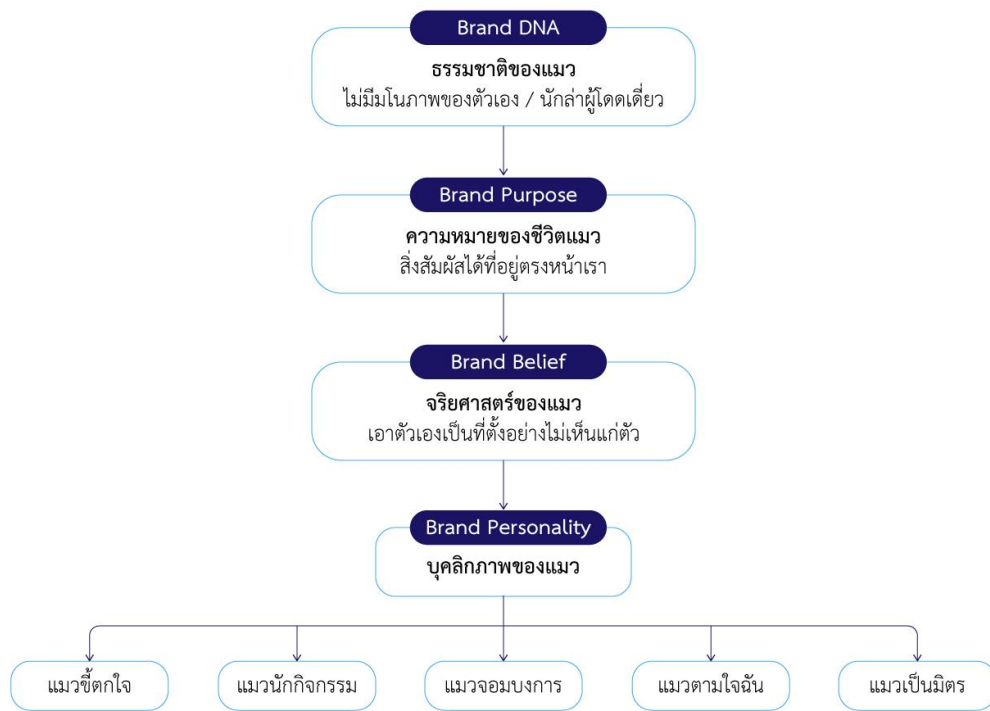 Brand DNA
ธรรมชาติของแมว
ไม่มีมโนภาพของตัวเอง / นักล่าผู้โดดเดี่ยว
Brand Purpose
ความหมายของชีวิตแมว
สิ่งสัมผัสได้ที่อยู่ตรงหน้าเรา
Brand Belief
จริยศาสตร์ของแมว
เอาตัวเองเป็นที่ตั้งอย่างไม่เห็นแก่ตัว
Brand Personality
บุคลิกภาพของแมว
แมวขี้ตกใจ
แมวนักกิจกรรม
แมวจอมบงการ
แมวตามใจฉัน
แมวเป็นมิตร